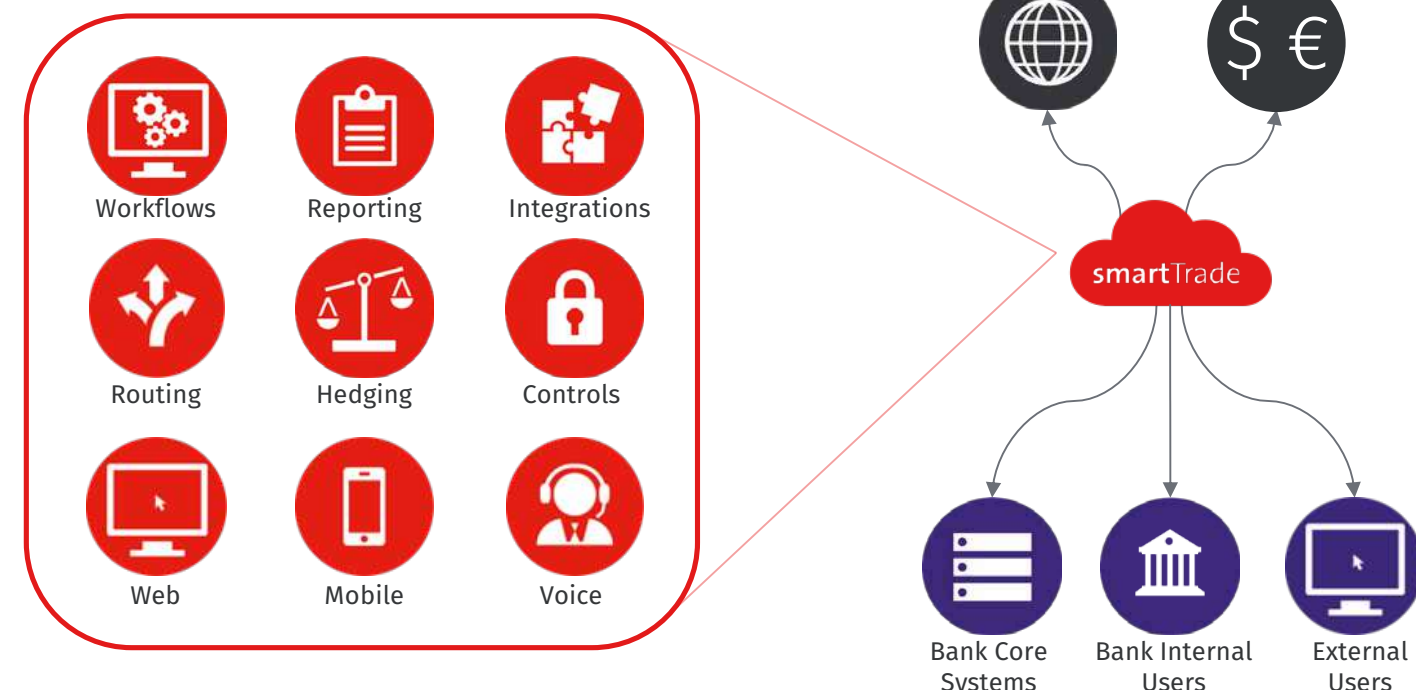 Workflows
Reporting
Integrations
Routing
Hedging
Controls
Web
Mobile
Voice
$ €
smartTrade
Bank Core
Systems
Bank Internal
Users
External
Users